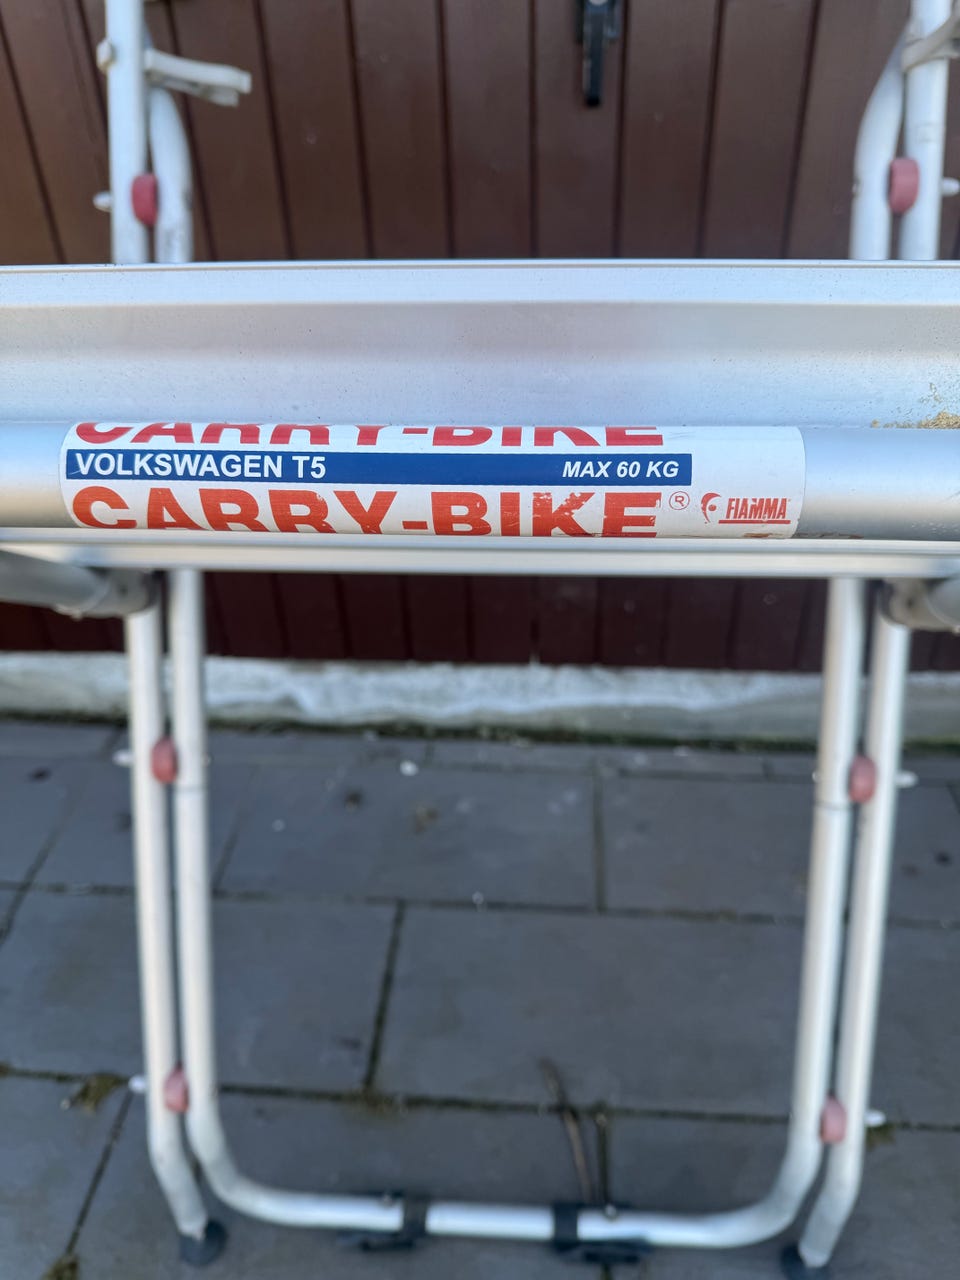 CARRY-BIKE
VOLKSWAGEN T5 MAX 60 KG
CARRY-BIKE ® FIAMMA